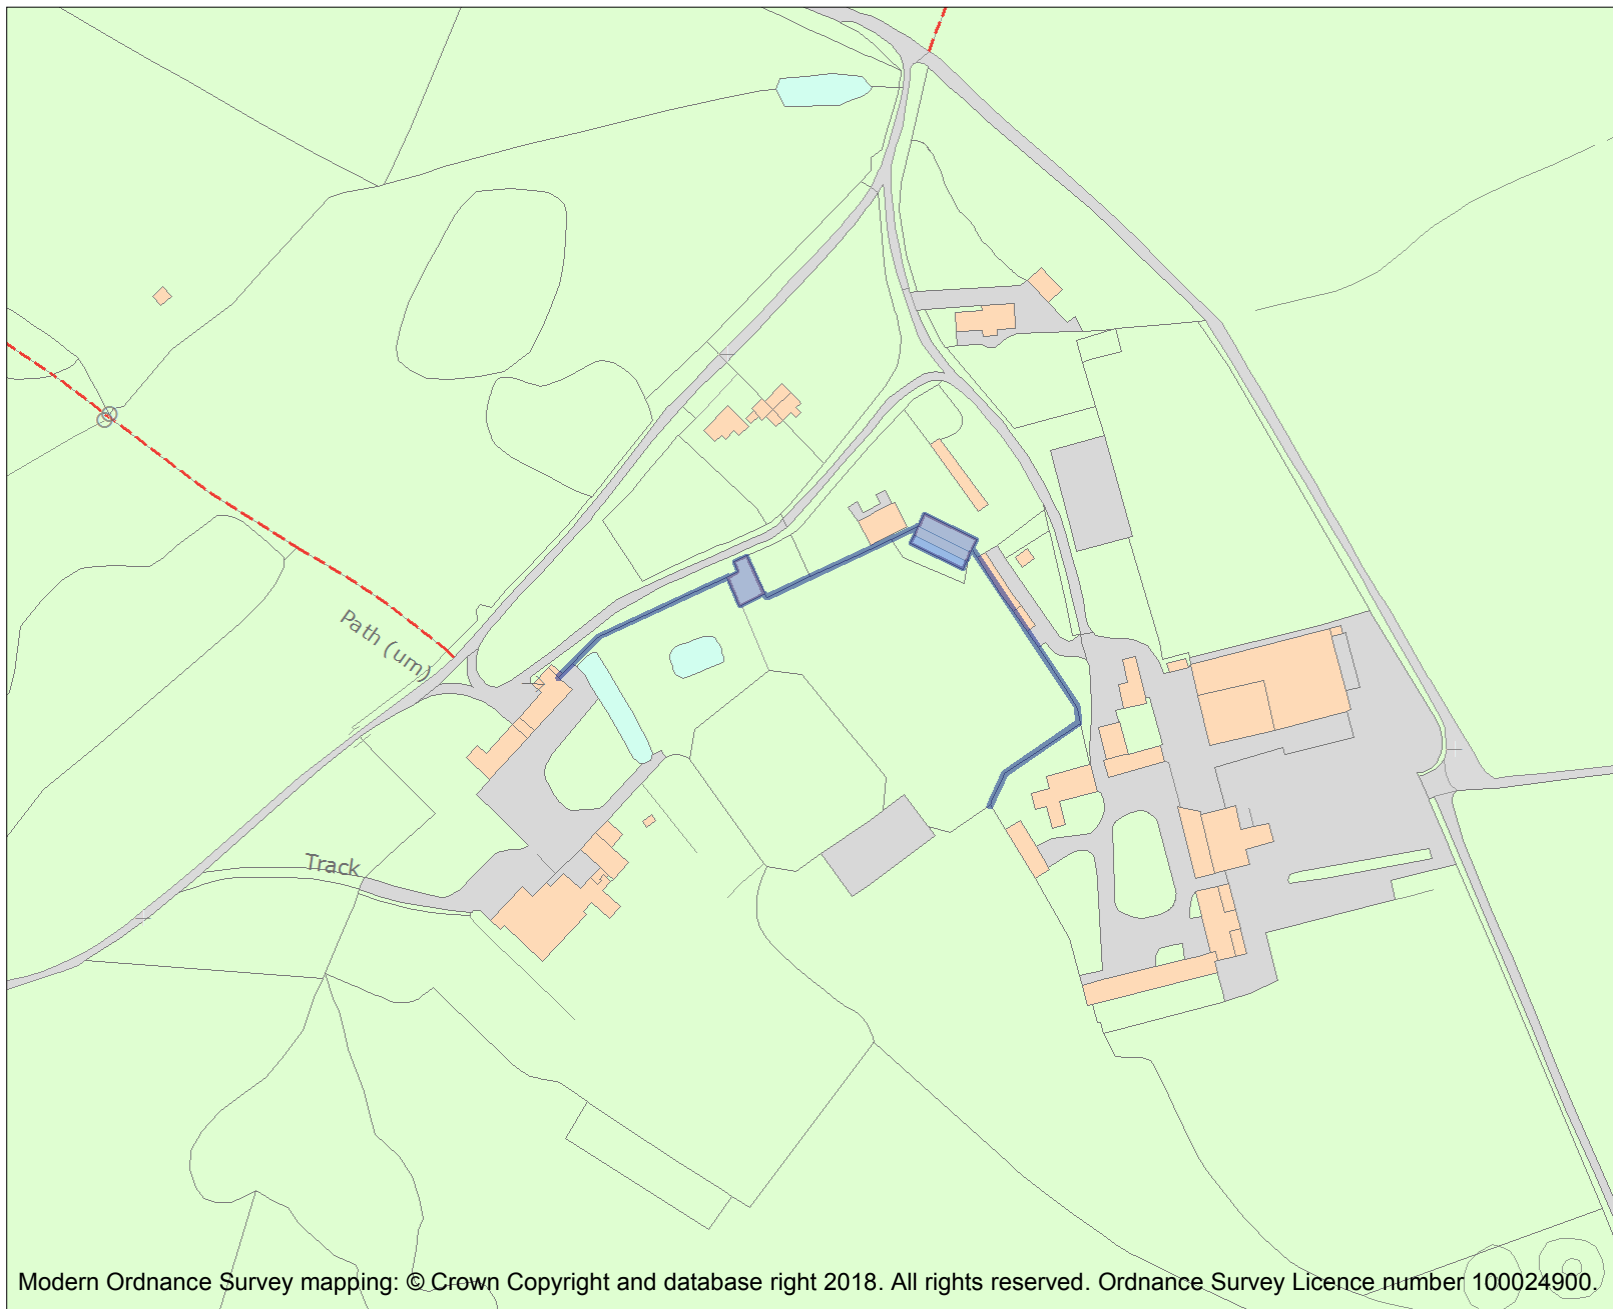 Path (um)
Track
Modern Ordnance Survey mapping: © Crown Copyright and database right 2018. All rights reserved. Ordnance Survey Licence number 100024900.